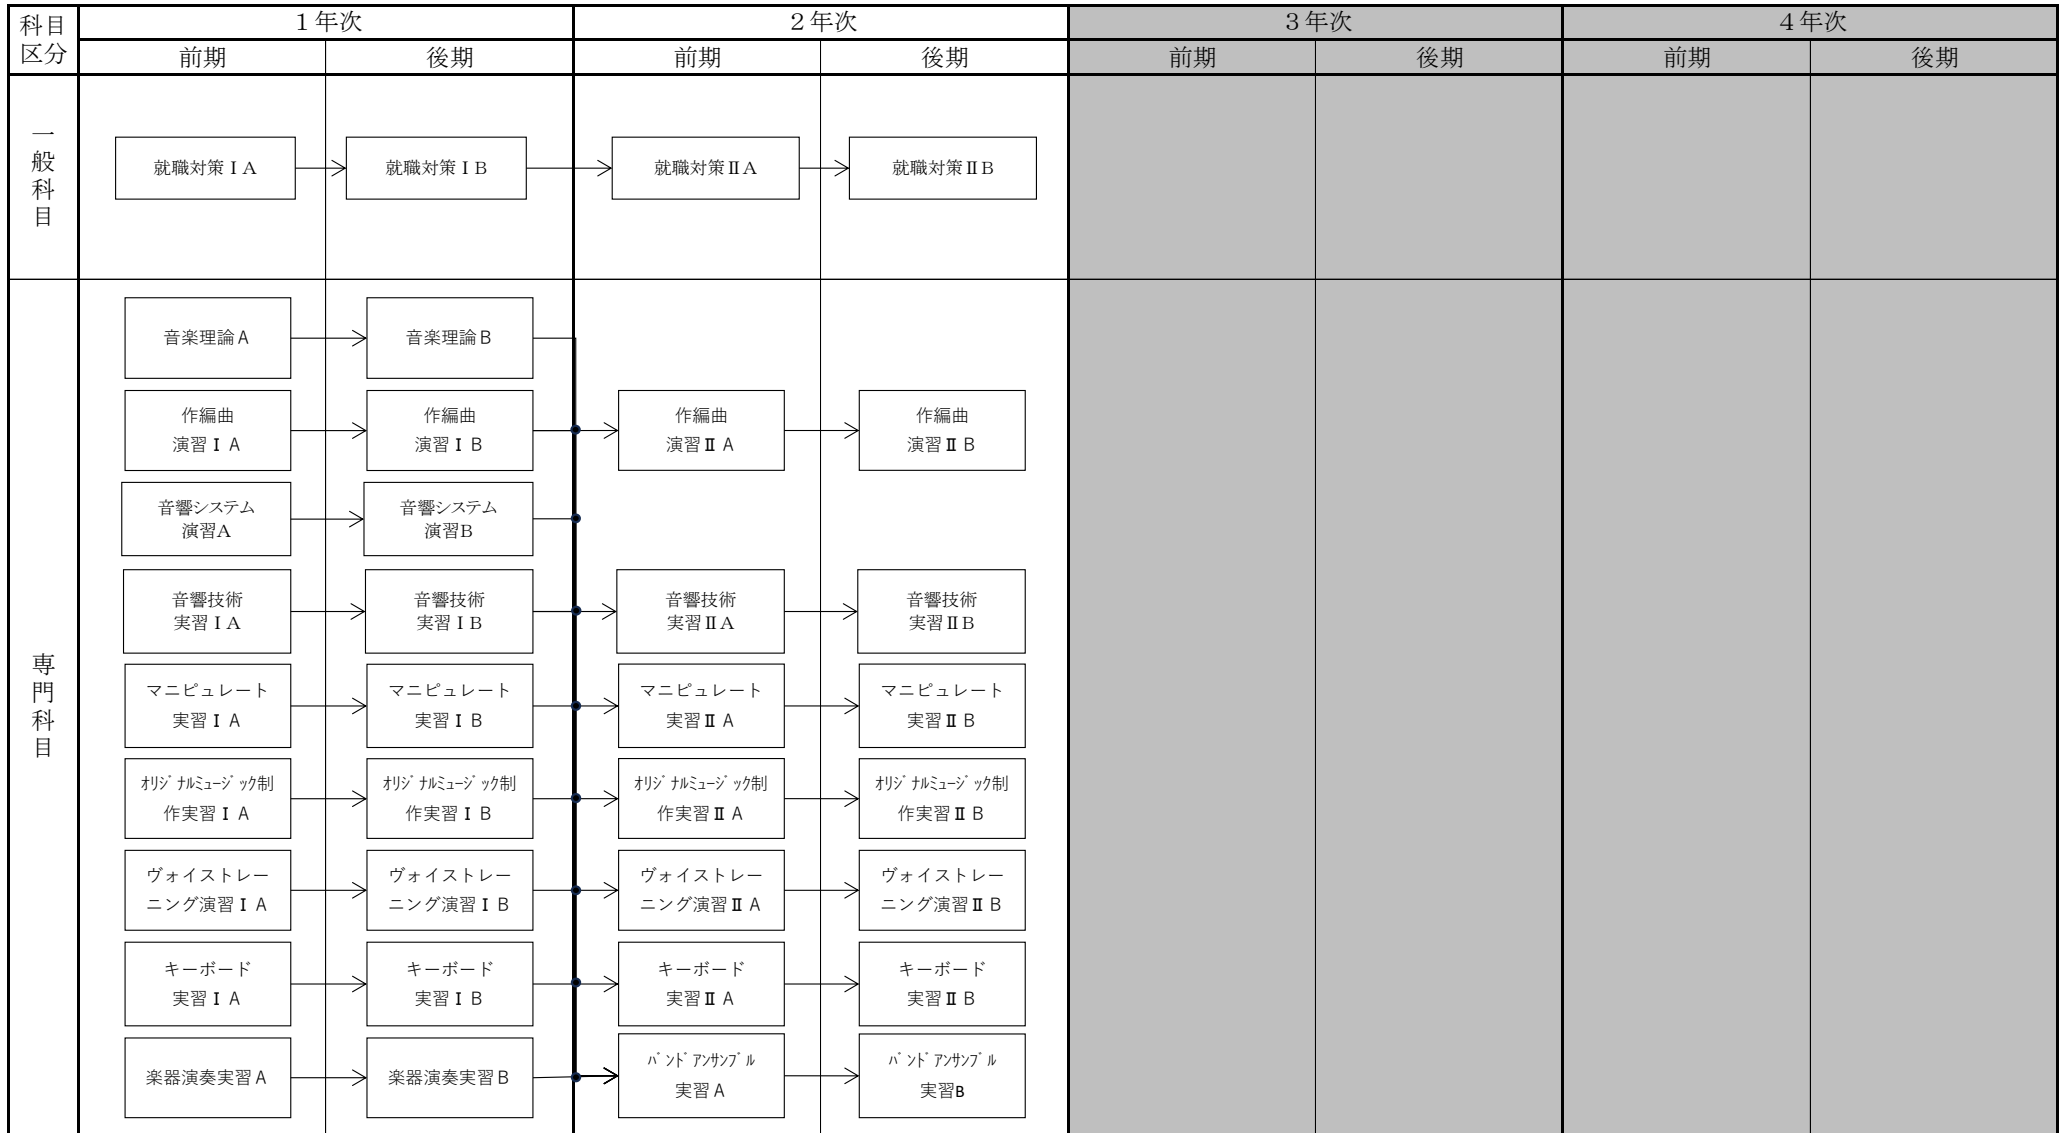 科目
区分
１年次
２年次
３年次
４年次
前期
後期
前期
後期
前期
後期
前期
後期
一般科目
就職対策ⅠA
就職対策ⅠB
就職対策ⅡA
就職対策ⅡB
専門科目
音楽理論A
音楽理論B
作編曲
演習Ⅰ A
作編曲
演習Ⅰ B
作編曲
演習Ⅱ A
作編曲
演習Ⅱ B
音響システム
演習A
音響システム
演習B
音響技術
実習ⅠA
音響技術
実習ⅠB
音響技術
実習ⅡA
音響技術
実習ⅡB
マニピュレート
実習Ⅰ A
マニピュレート
実習Ⅰ B
マニピュレート
実習Ⅱ A
マニピュレート
実習Ⅱ B
ｵﾘｼﾞﾅﾙﾐｭｰｼﾞｯｸ制
作実習Ⅰ A
ｵﾘｼﾞﾅﾙﾐｭｰｼﾞｯｸ制
作実習Ⅰ B
ｵﾘｼﾞﾅﾙﾐｭｰｼﾞｯｸ制
作実習Ⅱ A
ｵﾘｼﾞﾅﾙﾐｭｰｼﾞｯｸ制
作実習Ⅱ B
ヴォイストレー
ニング演習Ⅰ A
ヴォイストレー
ニング演習Ⅰ B
ヴォイストレー
ニング演習Ⅱ A
ヴォイストレー
ニング演習Ⅱ B
キーボード
実習Ⅰ A
キーボード
実習Ⅰ B
キーボード
実習Ⅱ A
キーボード
実習Ⅱ B
楽器演奏実習A
楽器演奏実習B
ﾊﾞﾝﾄﾞｱﾝｻﾝﾌﾞﾙ
実習A
ﾊﾞﾝﾄﾞｱﾝｻﾝﾌﾞﾙ
実習B